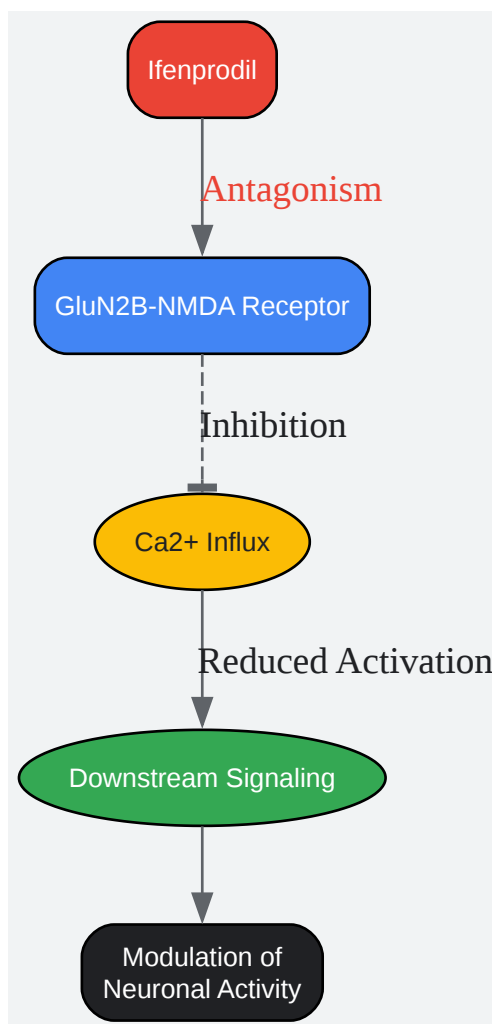 Ifenprodil
Antagonism
GluN2B-NMDA Receptor
Inhibition
Ca2+ Influx
Reduced Activation
Downstream Signaling
Modulation of
Neuronal Activity